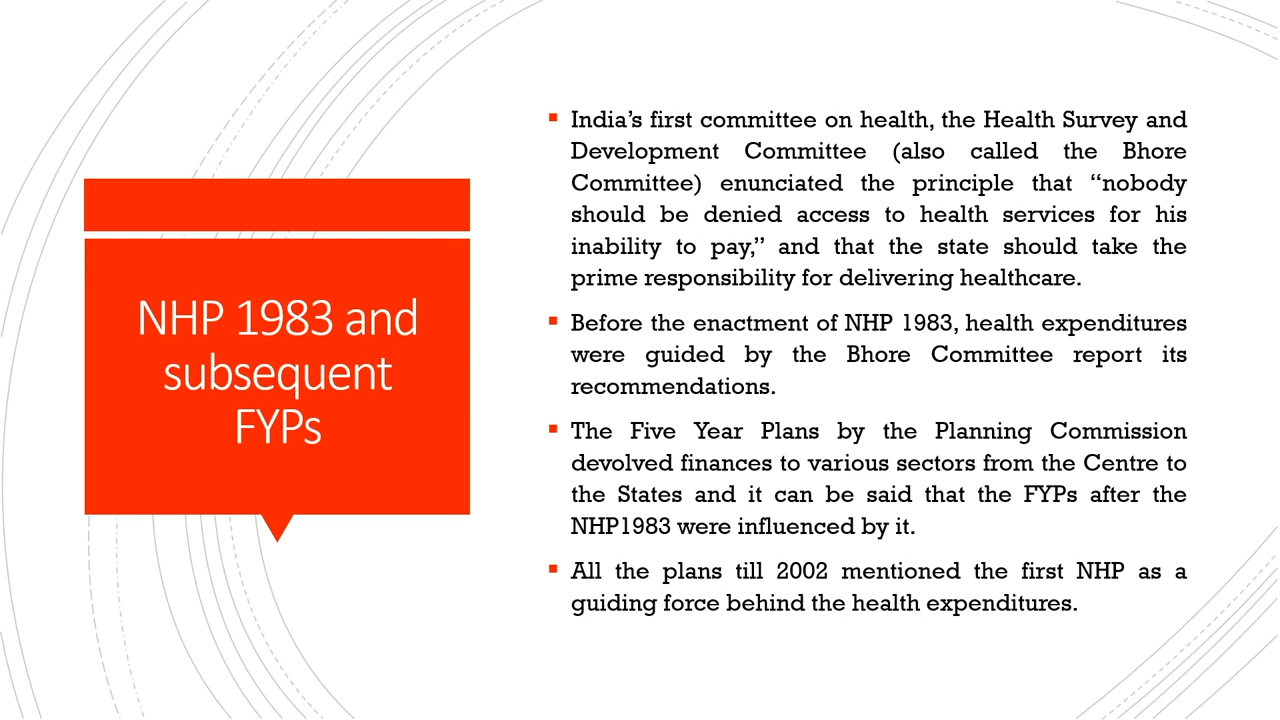 NHP 1983 and
subsequent
FYPs
India’s first committee on health, the Health Survey and
Development Committee (also called the Bhore
Committee) enunciated the principle that “nobody
should be denied access to health services for his
inability to pay,” and that the state should take the
prime responsibility for delivering healthcare.
Before the enactment of NHP 1983, health expenditures
were guided by the Bhore Committee report its
recommendations.
The Five Year Plans by the Planning Commission
devolved finances to various sectors from the Centre to
the States and it can be said that the FYPs after the
NHP1983 were influenced by it.
All the plans till 2002 mentioned the first NHP as a
guiding force behind the health expenditures.